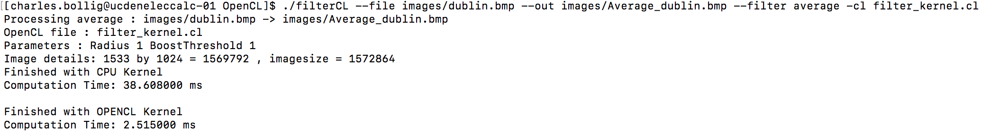 [[charles.bollig@ucdeneleccalc-01 OpenCL]$ ./filterCL --file images/dublin.bmp --out images/Average_dublin.bmp --filter average -cl filter_kernel.cl
Processing average : images/dublin.bmp -> images/Average_dublin.bmp
OpenCL file : filter_kernel.cl
Parameters : Radius 1 BoostThreshold 1
Image details: 1533 by 1024 = 1569792 , imagesize = 1572864
Finished with CPU Kernel
Computation Time: 38.608000 ms
Finished with OPENCL Kernel
Computation Time: 2.515000 ms